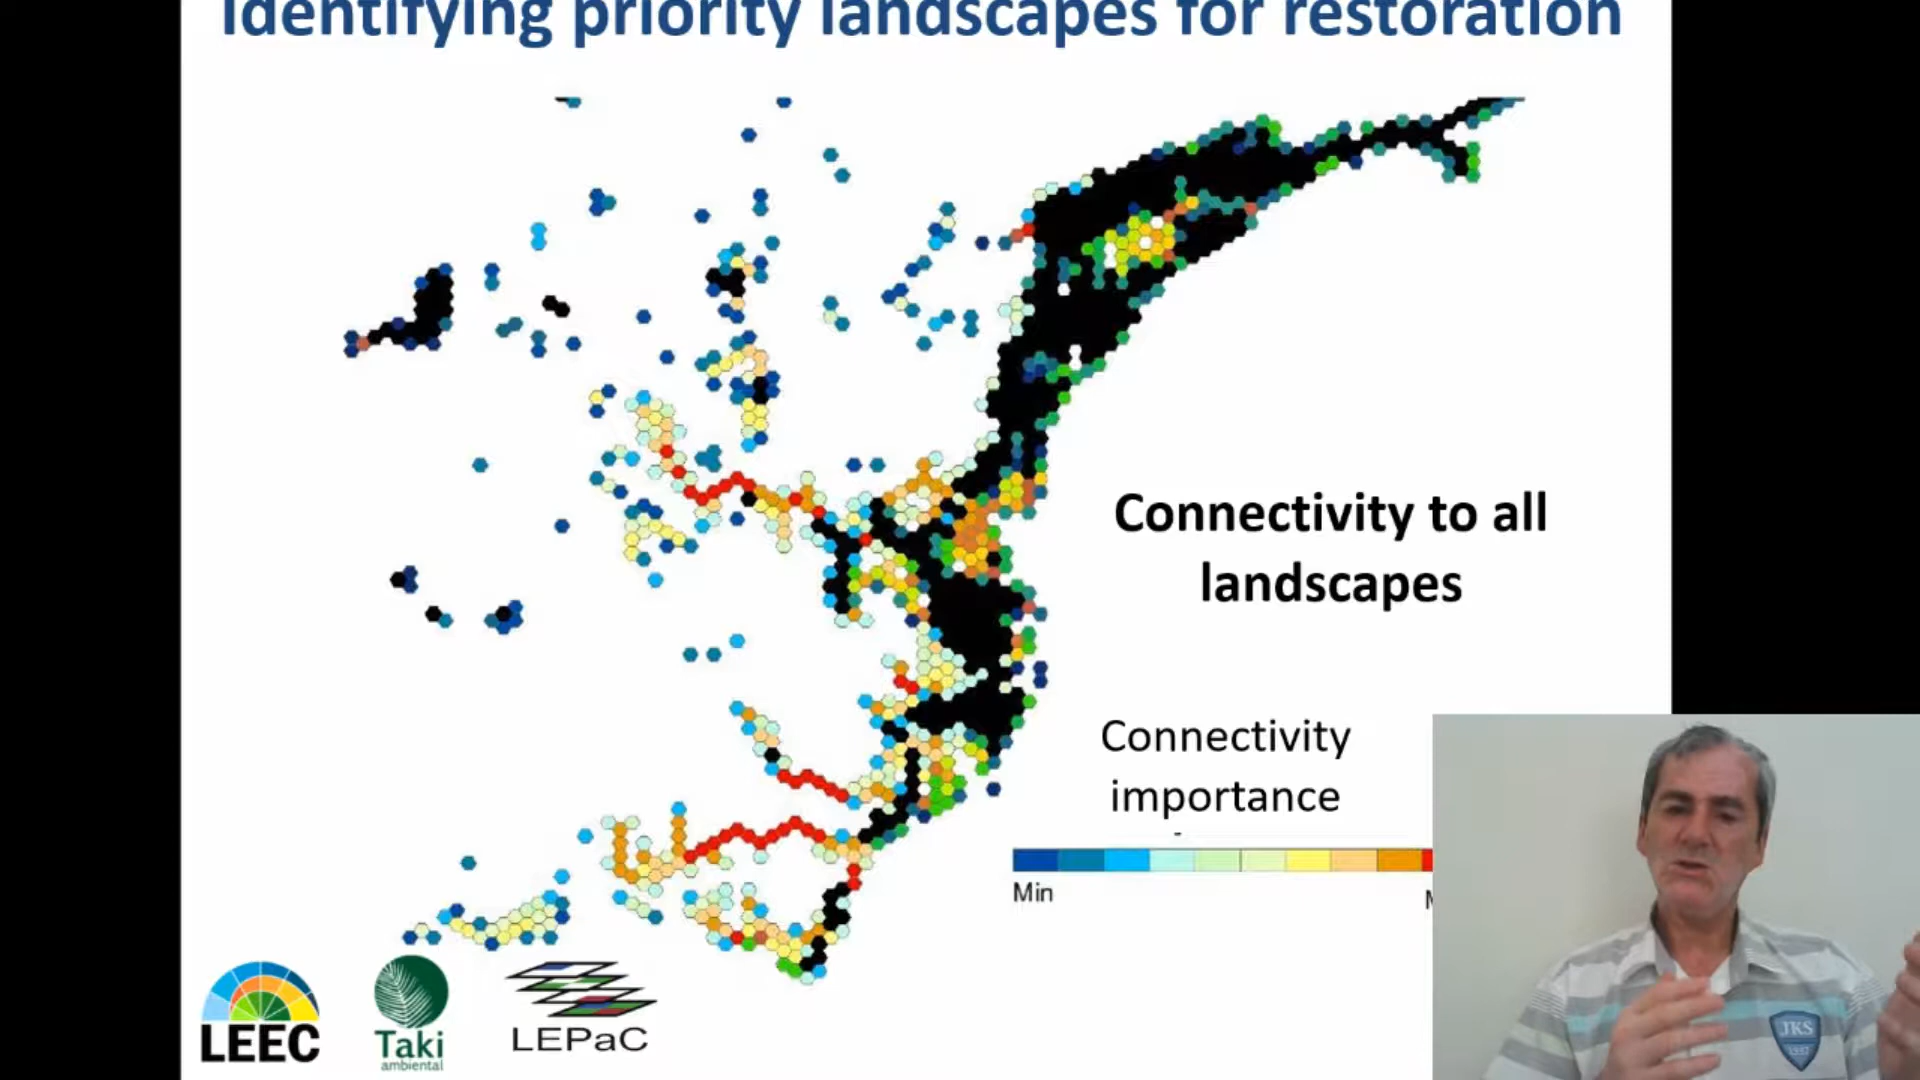 Identifying priority landscapes for restoration
Connectivity to all
landscapes
Connectivity
importance
Min
LEEC
Taki
ambiental
LEPaC
JKS